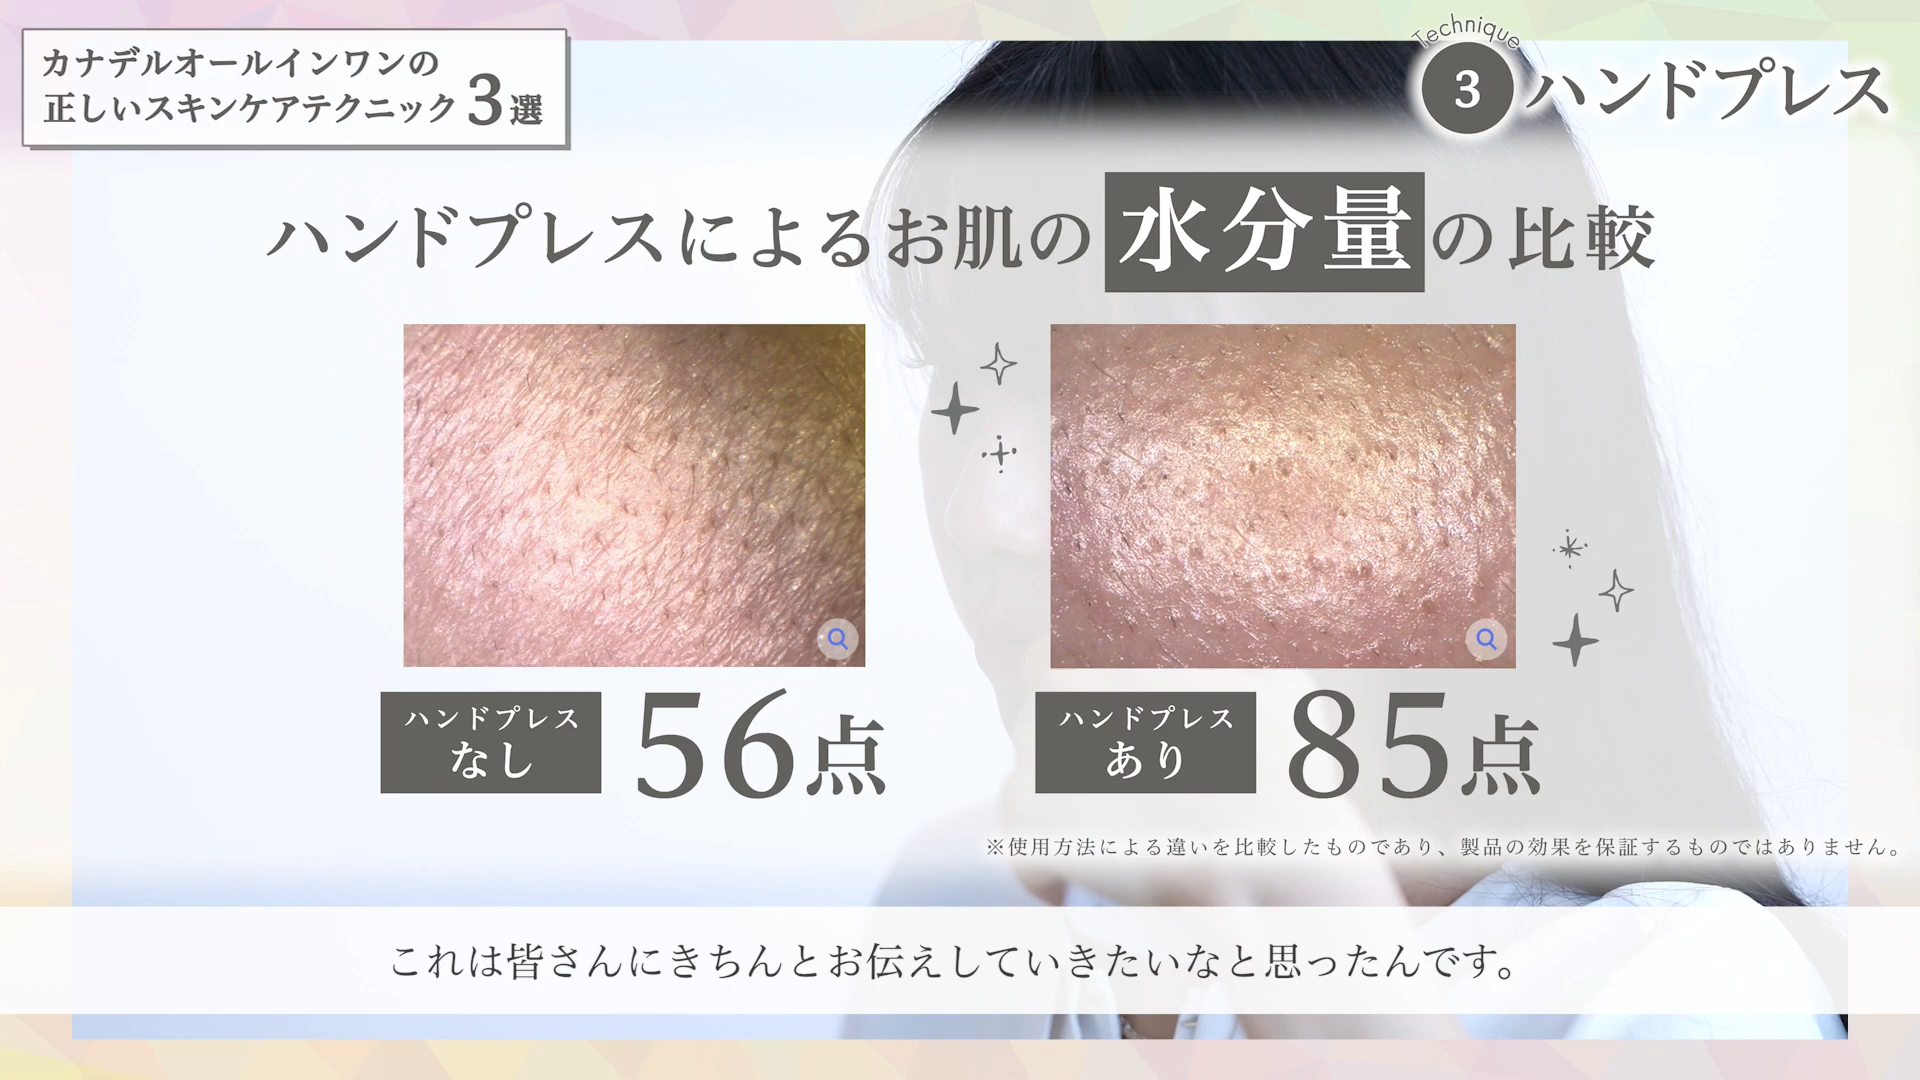 カナデルオールインワンの
正しいスキンケアテクニック3選
Technique
3 ハンドプレス
ハンドプレスによるお肌の水分量の比較
ハンドプレス
なし
56点
ハンドプレス
あり
85点
※使用方法による違いを比較したものであり、製品の効果を保証するものではありません。
これは皆さんにきちんとお伝えしていきたいなと思ったんです。